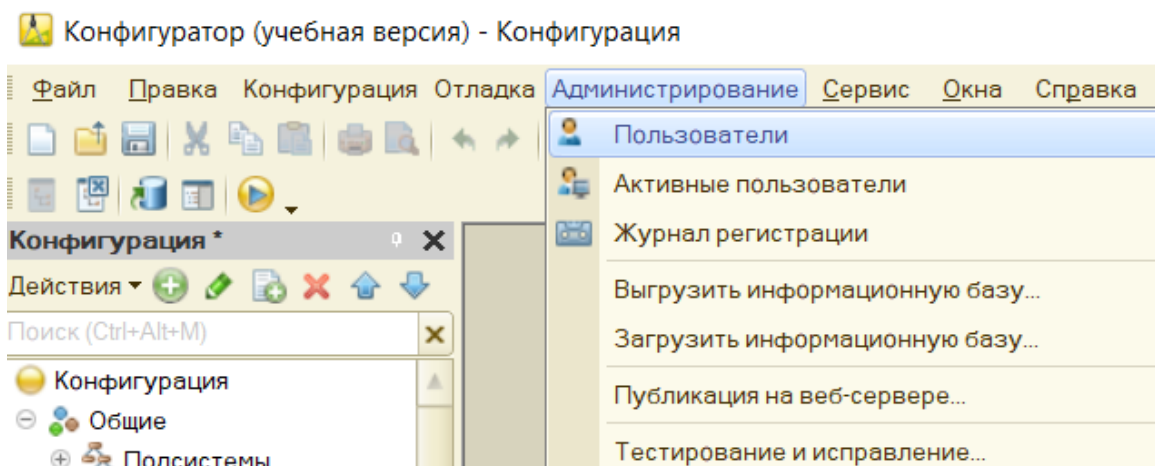 Конфигуратор (учебная версия) - Конфигурация
Файл Правка Конфигурация Отладка Администрирование Сервис Окна Справка
Пользователи
Активные пользователи
Журнал регистрации
Выгрузить информационную базу...
Загрузить информационную базу...
Публикация на веб-сервере...
Тестирование и исправление...
Конфигурация *
Действия
Поиск (Ctrl+Alt+M)
Конфигурация
Общие
Подсистемы